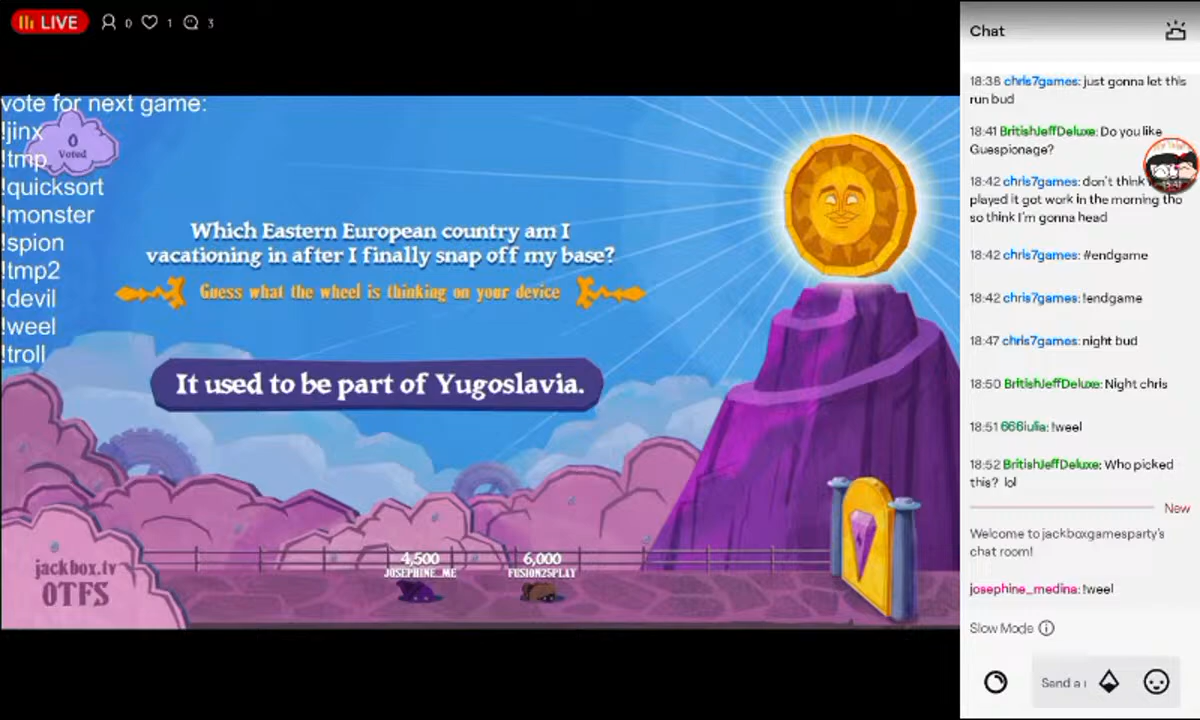 LIVE 0 1 3
vote for next game:
!jinx
!tmp
!quicksort
!monster
!spion
!tmp2
!devil
!weel
!troll
0
Voted
Which Eastern European country am I
vacationing in after I finally snap off my base?
Guess what the wheel is thinking on your device
It used to be part of Yugoslavia.
4,500
JOSEPHINE_ME
6,000
FUSION25PLAY
jackbox.tv
OTFS
Chat
18:38 chris7games: just gonna let this
run bud
18:41 BritishJeffDeluxe: Do you like
Guespionage?
18:42 chris7games: don't think
played it got work in the morning tho
so think I'm gonna head
18:42 chris7games: #endgame
18:42 chris7games: !endgame
18:47 chris7games: night bud
18:50 BritishJeffDeluxe: Night chris
18:51 666iulia: !weel
18:52 BritishJeffDeluxe: Who picked
this? lol
New
Welcome to jackboxgamesparty's
chat room!
josephine_medina: !weel
Slow Mode
Send a